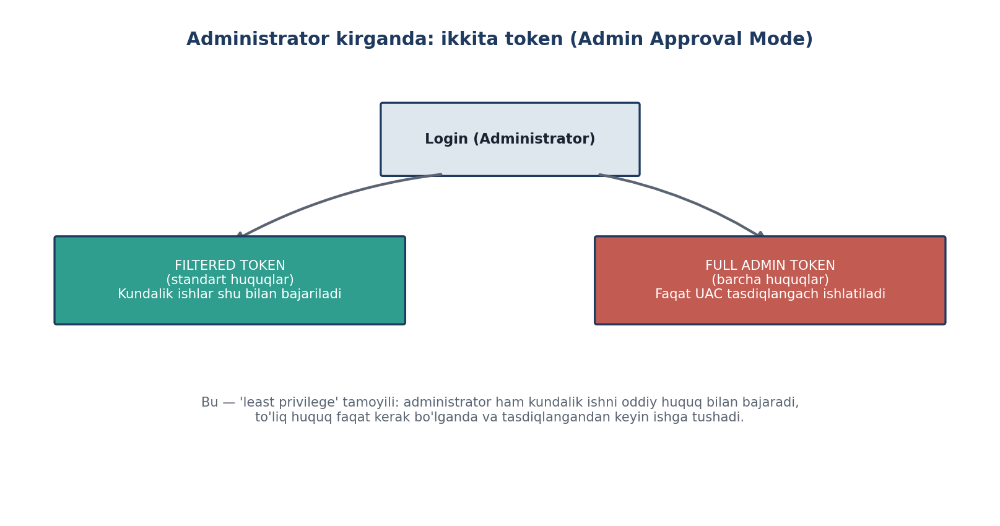 Administrator kirganda: ikkita token (Admin Approval Mode)
Login (Administrator)
FILTERED TOKEN
(standart huquqlar)
Kundalik ishlar shu bilan bajariladi
FULL ADMIN TOKEN
(barcha huquqlar)
Faqat UAC tasdiqlangach ishlatiladi
Bu — 'least privilege' tamoyili: administrator ham kundalik ishni oddiy huquq bilan bajaradi,
to'liq huquq faqat kerak bo'lganda va tasdiqlangandan keyin ishga tushadi.